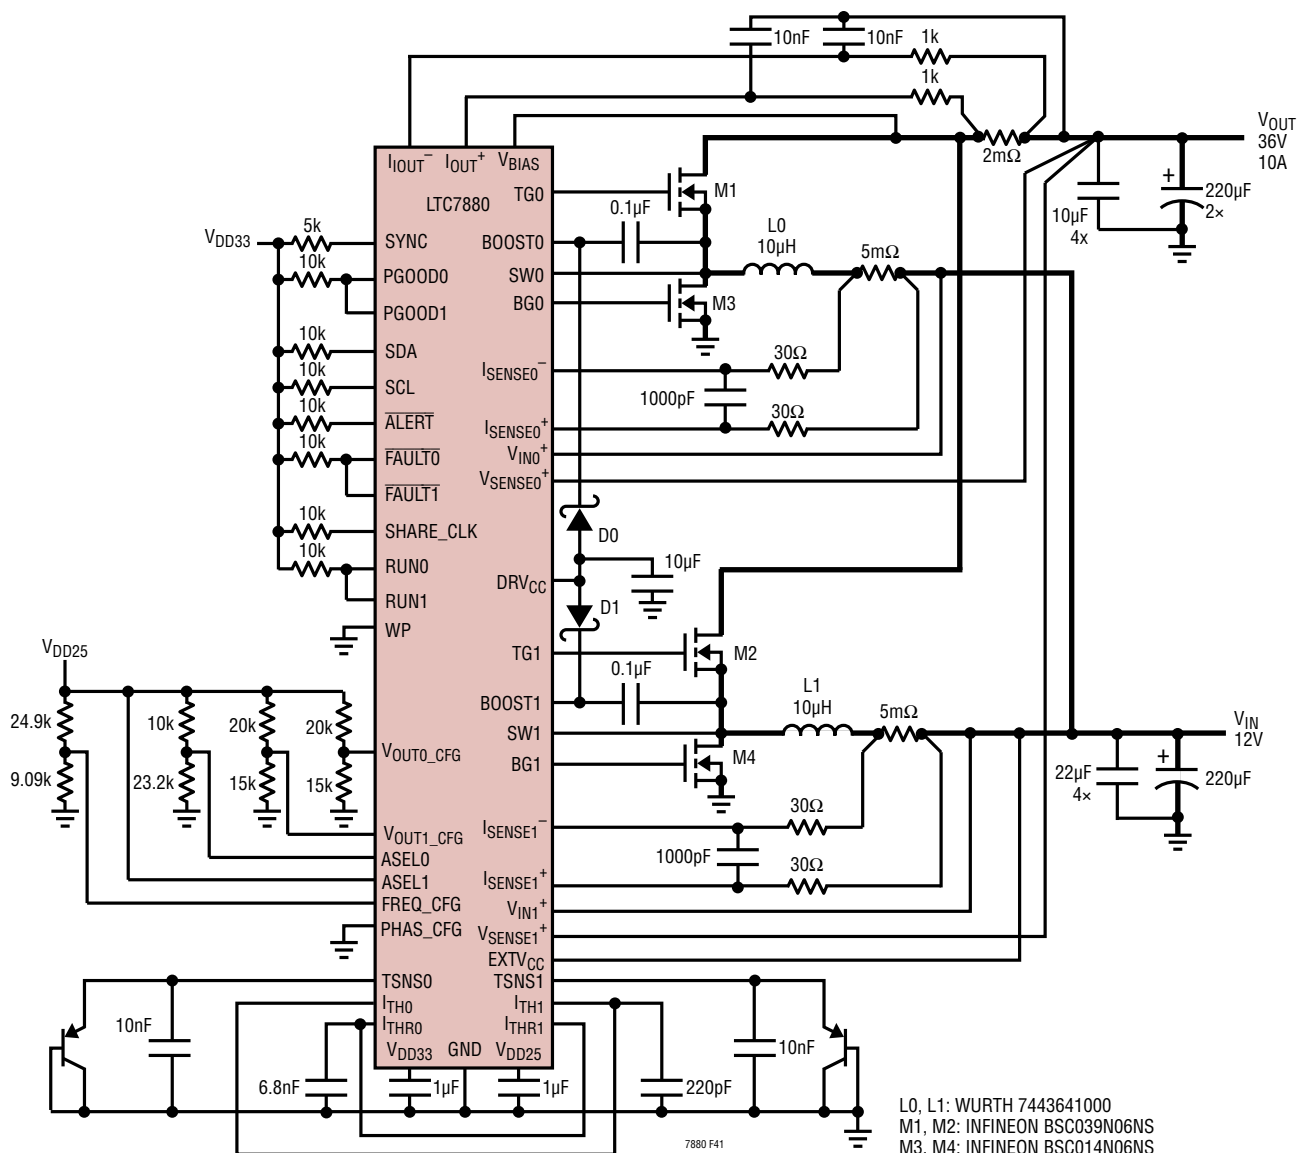 10nF
10nF
1k
1k
2mΩ
VOUT
36V
10A
10µF
4x
+
220µF
2×
IIOUT–
IOUT+
VBIAS
LTC7880
TG0
M1
0.1µF
BOOST0
L0
10µH
5mΩ
SW0
BG0
M3
VDD33
5k
SYNC
10k
PGOOD0
PGOOD1
10k
SDA
10k
SCL
10k
ALERT
10k
FAULT0
FAULT1
10k
SHARE_CLK
10k
RUN0
RUN1
WP
ISENSE0–
30Ω
1000pF
30Ω
ISENSE0+
VIN0+
VSENSE0+
D0
10µF
DRVCC
D1
TG1
M2
0.1µF
BOOST1
L1
10µH
5mΩ
SW1
BG1
M4
VIN
12V
22µF
4×
+
220µF
VDD25
24.9k
10k
20k
20k
VOUT0_CFG
9.09k
23.2k
15k
15k
VOUT1_CFG
ASEL0
ASEL1
FREQ_CFG
PHAS_CFG
ISENSE1–
30Ω
1000pF
30Ω
ISENSE1+
VIN1+
VSENSE1+
EXTVCC
TSNS0
TSNS1
ITH0
ITH1
ITHR0
ITHR1
10nF
10nF
VDD33
GND
VDD25
6.8nF
1µF
1µF
220pF
7880 F41
L0, L1: WURTH 7443641000
M1, M2: INFINEON BSC039N06NS
M3, M4: INFINEON BSC014N06NS